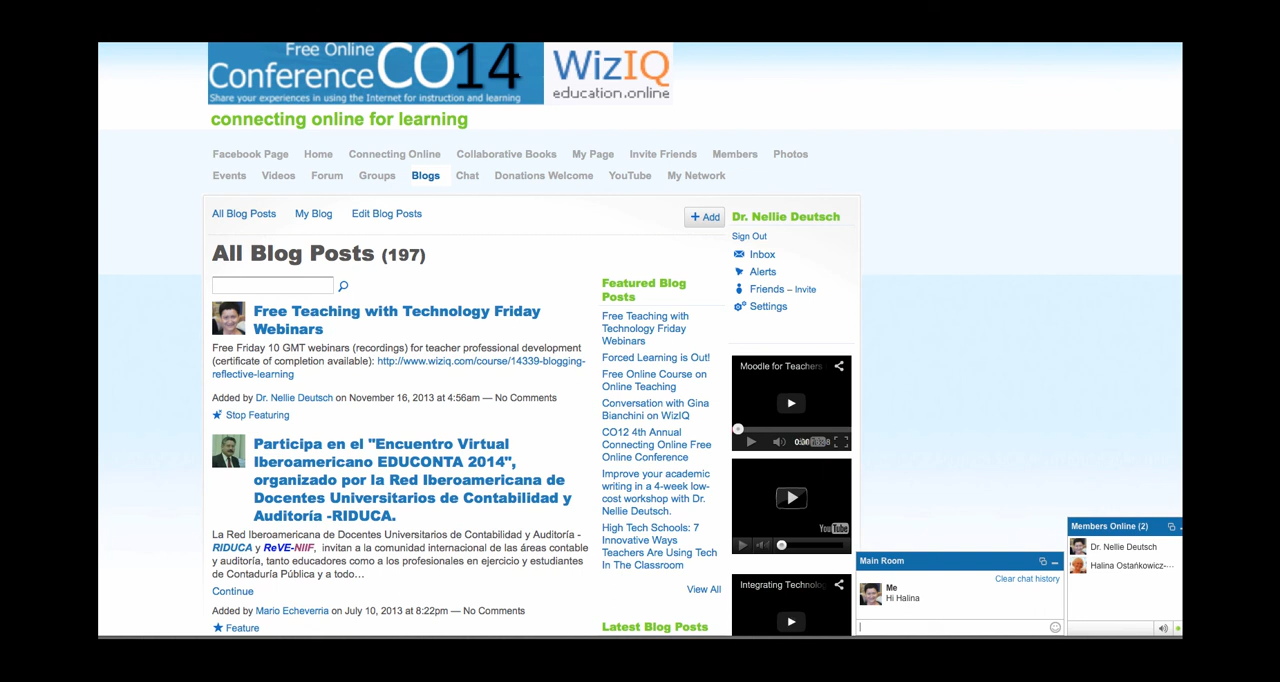 Free Online
Conference CO14
Share your experiences in using the Internet for instruction and learning
WizIQ
education.online
connecting online for learning
Facebook Page Home Connecting Online Collaborative Books My Page Invite Friends Members Photos
Events Videos Forum Groups Blogs Chat Donations Welcome YouTube My Network
All Blog Posts My Blog Edit Blog Posts
+ Add
All Blog Posts (197)
Free Teaching with Technology Friday
Webinars
Free Friday 10 GMT webinars (recordings) for teacher professional development
(certificate of completion available): http://www.wiziq.com/course/14339-blogging-
reflective-learning
Added by Dr. Nellie Deutsch on November 16, 2013 at 4:56am — No Comments
Stop Featuring
Participa en el "Encuentro Virtual
Iberoamericano EDUCONTA 2014",
organizado por la Red Iberoamericana de
Docentes Universitarios de Contabilidad y
Auditoría -RIDUCA.
La Red Iberoamericana de Docentes Universitarios de Contabilidad y Auditoría -
RIDUCA y ReVE-NIIF, invitan a la comunidad internacional de las áreas contable
y auditoría, tanto educadores como a los profesionales en ejercicio y estudiantes
de Contaduría Pública y a todo…
Continue
Added by Mario Echeverria on July 10, 2013 at 8:22pm — No Comments
Feature
Featured Blog
Posts
Free Teaching with
Technology Friday
Webinars
Forced Learning is Out!
Free Online Course on
Online Teaching
Conversation with Gina
Bianchini on WizIQ
CO12 4th Annual
Connecting Online Free
Online Conference
Improve your academic
writing in a 4-week low-
cost workshop with Dr.
Nellie Deutsch.
High Tech Schools: 7
Innovative Ways
Teachers Are Using Tech
In The Classroom
View All
Latest Blog Posts
Dr. Nellie Deutsch
Sign Out
Inbox
Alerts
Friends – Invite
Settings
Moodle for Teachers
0:00
YouTube
Integrating Technolo
Main Room
Clear chat history
Me
Hi Halina
Members Online (2)
Dr. Nellie Deutsch
Halina Ostańkowicz-…